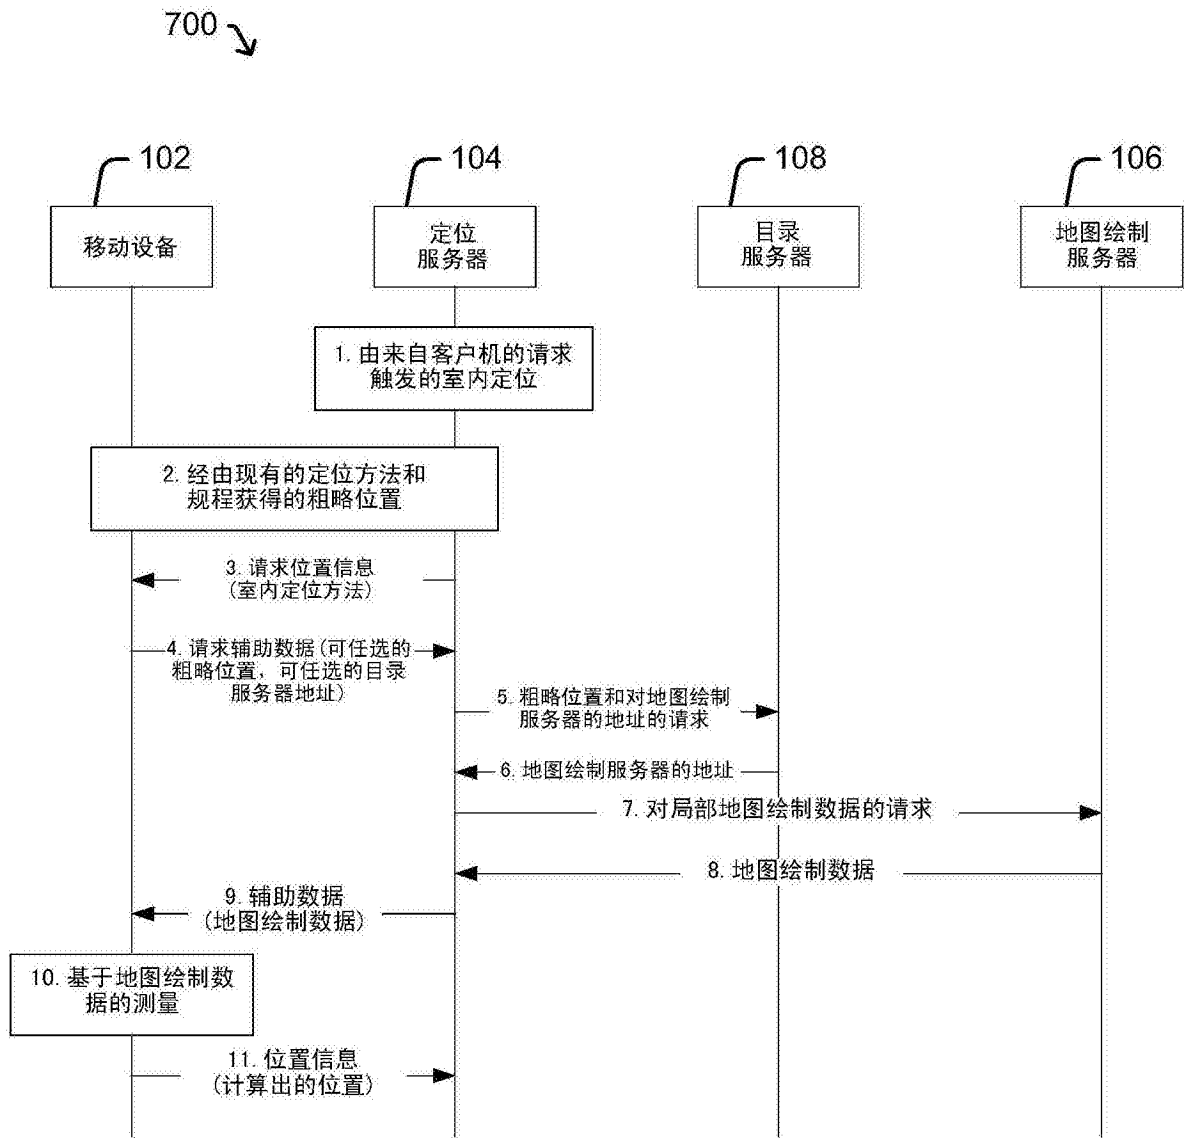 700
102
104
108
106
移动设备
定位
服务器
目录
服务器
地图绘制
服务器
1. 由来自客户机的请求
触发的室内定位
2. 经由现有的定位方法和
规程获得的粗略位置
3. 请求位置信息
(室内定位方法)
4. 请求辅助数据(可任选的
粗略位置，可任选的目录
服务器地址)
5. 粗略位置和对地图绘制
服务器的地址的请求
6. 地图绘制服务器的地址
7. 对局部地图绘制数据的请求
8. 地图绘制数据
9. 辅助数据
(地图绘制数据)
10. 基于地图绘制数
据的测量
11. 位置信息
(计算出的位置)